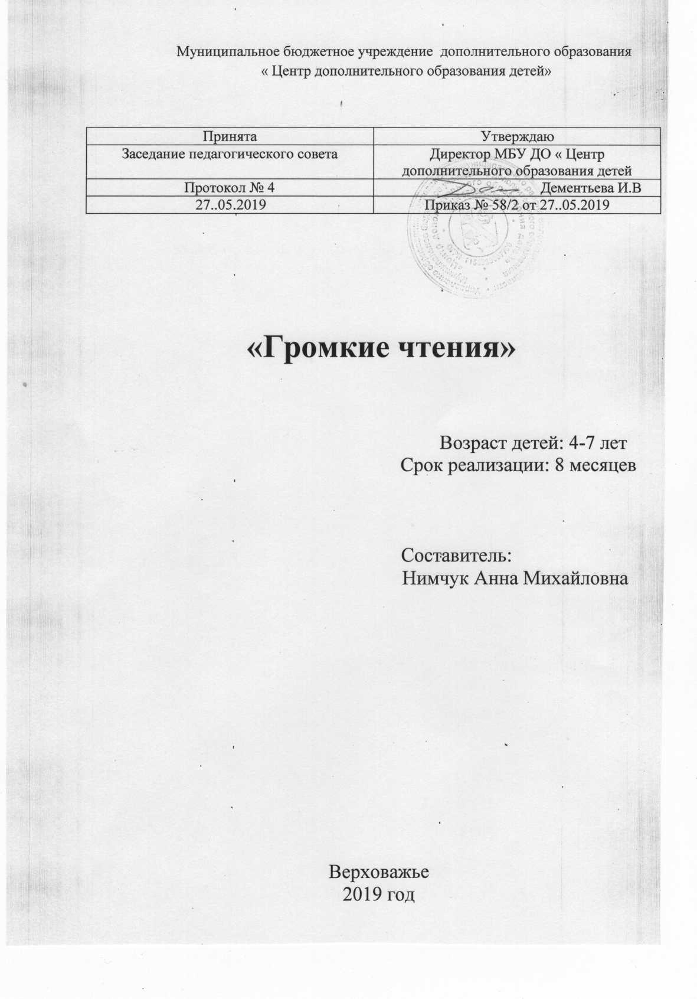 Муниципальное бюджетное учреждение  дополнительного образования
« Центр дополнительного образования детей»
Принята
Утверждаю
Заседание педагогического совета
Директор МБУ ДО « Центр
дополнительного образования детей
Протокол № 4
Дементьева И.В
27..05.2019
Приказ № 58/2 от 27..05.2019
«Громкие чтения»
Возраст детей: 4-7 лет
Срок реализации: 8 месяцев
Составитель:
Нимчук Анна Михайловна
Верховажье
2019 год